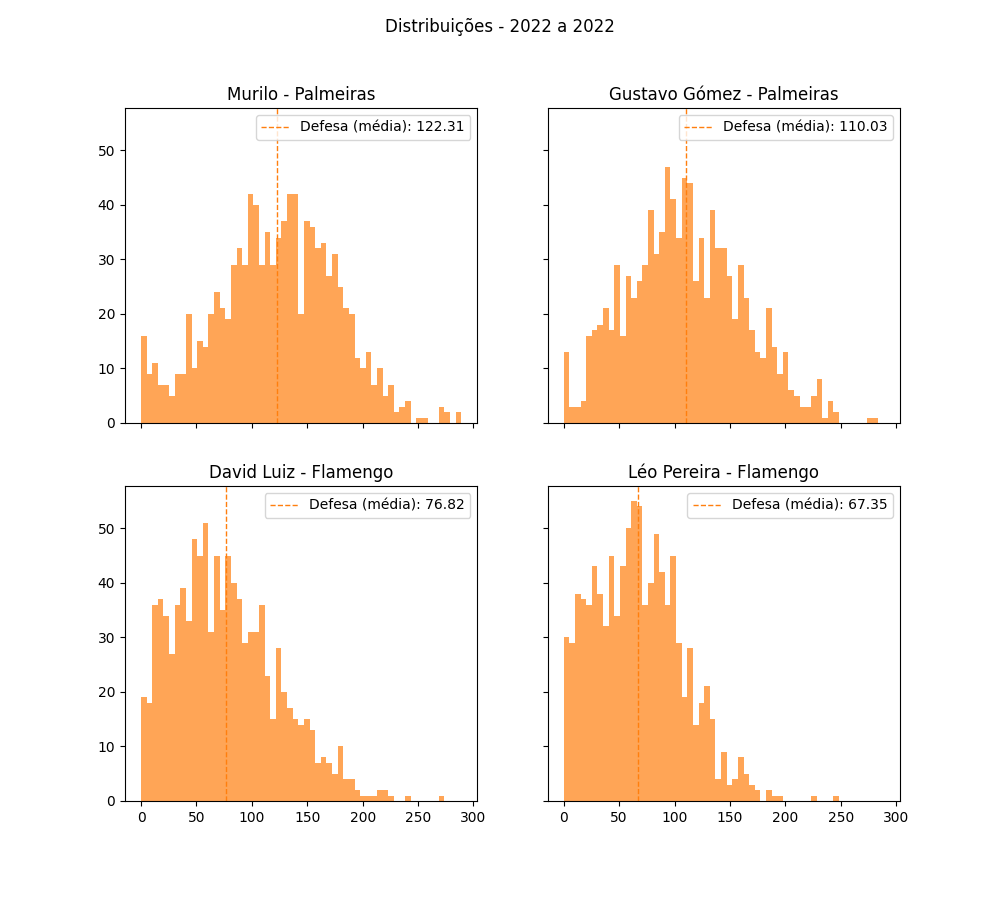 Distribuições - 2022 a 2022
Murilo - Palmeiras
Defesa (média): 122.31
50
40
30
20
10
0
Gustavo Gómez - Palmeiras
Defesa (média): 110.03
David Luiz - Flamengo
Defesa (média): 76.82
50
40
30
20
10
0
0 50 100 150 200 250 300
Léo Pereira - Flamengo
Defesa (média): 67.35
0 50 100 150 200 250 300